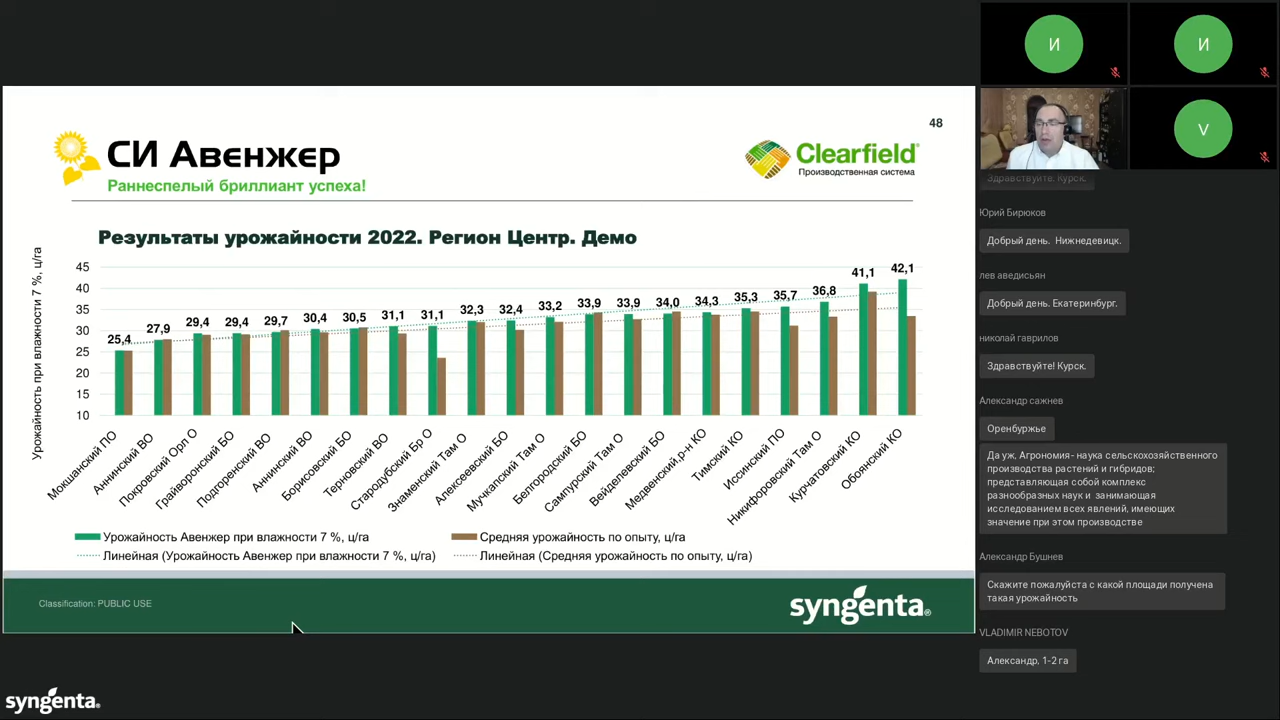 48
СИ Авенжер
Раннеспелый бриллиант успеха!
Clearfield®
Производственная система
Результаты урожайности 2022. Регион Центр. Демо
Урожайность при влажности 7 %, ц/га
45
40
35
30
25
20
15
10
25,4
27,9
29,4
29,4
29,7
30,4
30,5
31,1
31,1
32,3
32,4
33,2
33,9
33,9
34,0
34,3
35,3
35,7
36,8
41,1
42,1
Мокшанский ПО
Аннинский ВО
Покровский Орл О
Грайворонский БО
Подгоренский ВО
Аннинский ВО
Борисовский БО
Терновский ВО
Стародубский Бр О
Знаменский Там О
Алексеевский БО
Мучкапский Там О
Белгородский БО
Сампурский Там О
Вейделевский БО
Медвенский,р-н КО
Тимский КО
Иссинский ПО
Никифоровский Там О
Курчатовский КО
Обоянский КО
Урожайность Авенжер при влажности 7 %, ц/га
Средняя урожайность по опыту, ц/га
Линейная (Урожайность Авенжер при влажности 7 %, ц/га)
Линейная (Средняя урожайность по опыту, ц/га)
Classification: PUBLIC USE
syngenta®
syngenta.
И
И
V
Здравствуйте. Курск.
Юрий Бирюков
Добрый день. Нижнедевицк.
лев аведисьян
Добрый день. Екатеринбург.
николай гаврилов
Здравствуйте! Курск.
Александр сажнев
Оренбуржье
Да уж, Агрономия- наука сельскохозяйственного
производства растений и гибридов;
представляющая собой комплекс
разнообразных наук и занимающая
исследованием всех явлений, имеющих
значение при этом производстве
Александр Бушнев
Скажите пожалуйста с какой площади получена
такая урожайность
VLADIMIR NEBOTOV
Александр, 1-2 га